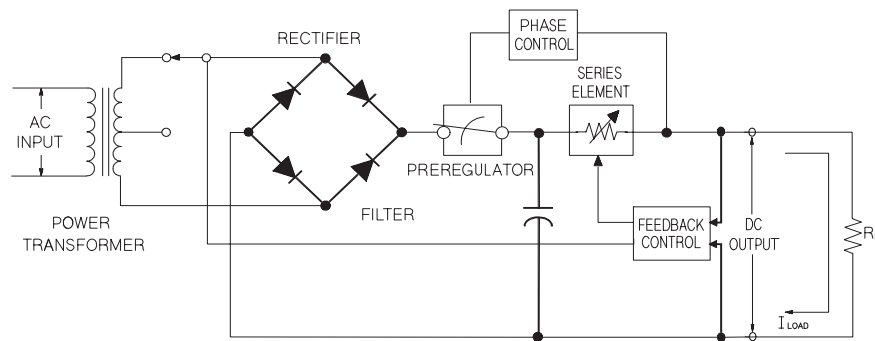 PHASE
CONTROL
RECTIFIER
SERIES
ELEMENT
AC
INPUT
PREREGULATOR
POWER
TRANSFORMER
FILTER
FEEDBACK
CONTROL
DC
OUTPUT
R
I LOAD